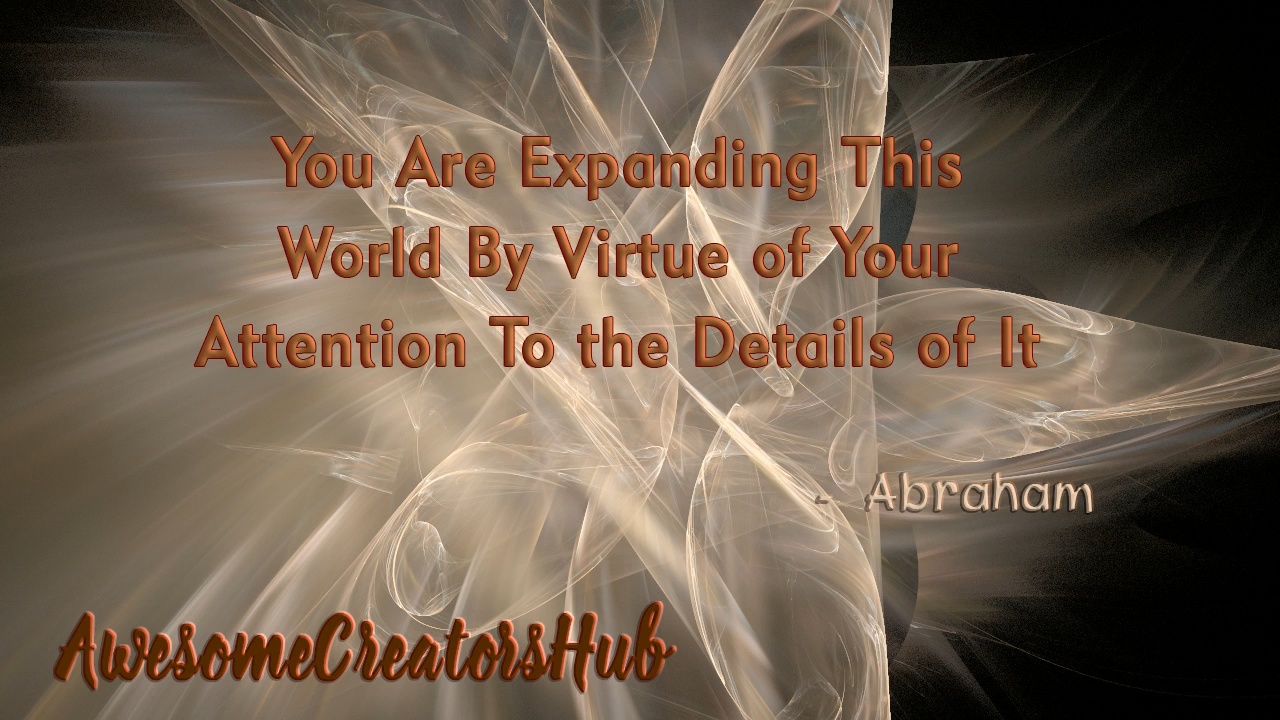 You Are Expanding This
World By Virtue of Your
Attention To the Details of It
- Abraham
AwesomeCreatorsHub